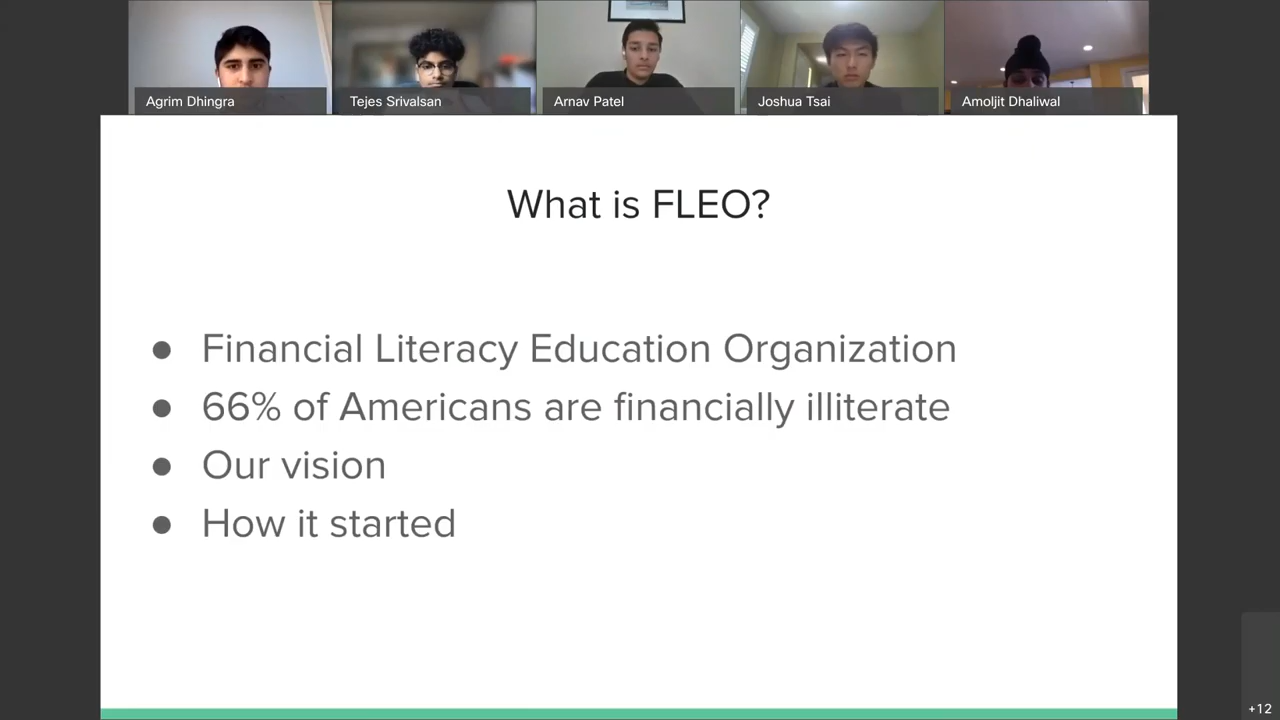 Agrim Dhingra
Tejes Srivalsan
Arnav Patel
Joshua Tsai
Amoljit Dhaliwal
What is FLEO?
● Financial Literacy Education Organization
● 66% of Americans are financially illiterate
● Our vision
● How it started
+12